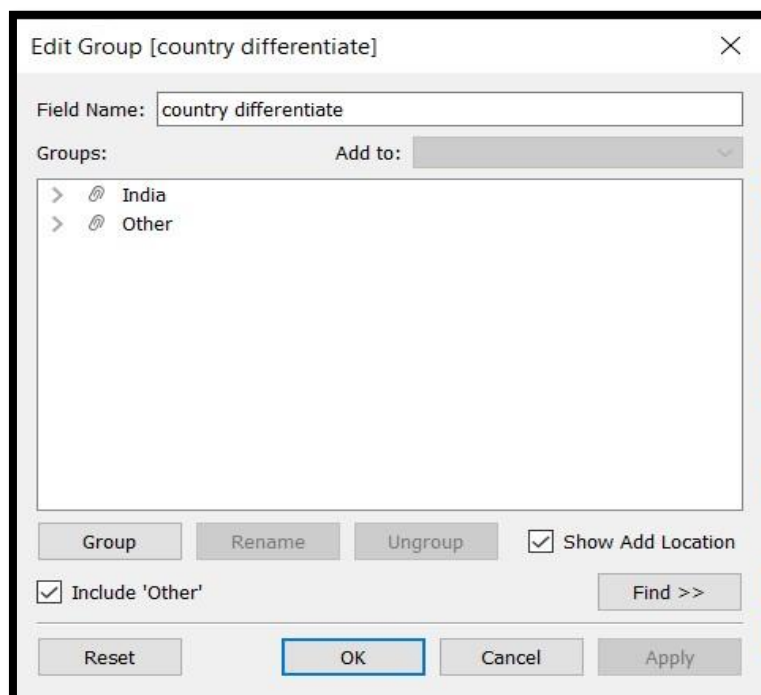 Edit Group [country differentiate]
Field Name: country differentiate
Groups: Add to:
India
Other
Group Rename Ungroup Show Add Location
Include 'Other' Find >>
Reset OK Cancel Apply